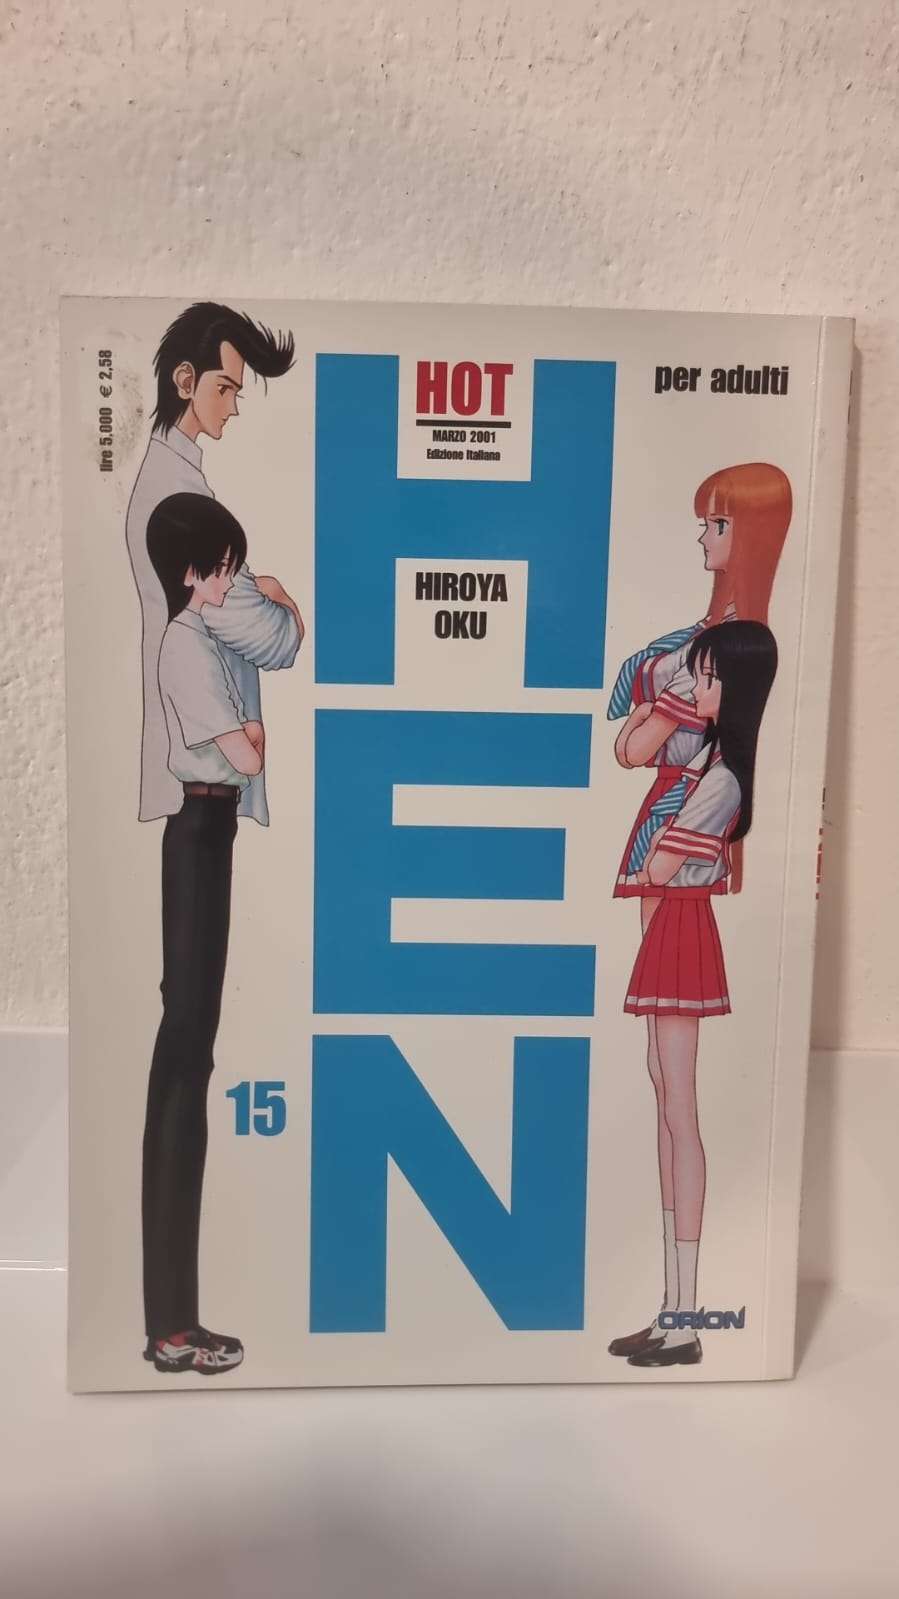 lire 5.000 € 2,58
HOT
MARZO 2001
Edizione Italiana
per adulti
HIROYA
OKU
HEN
15
ORION